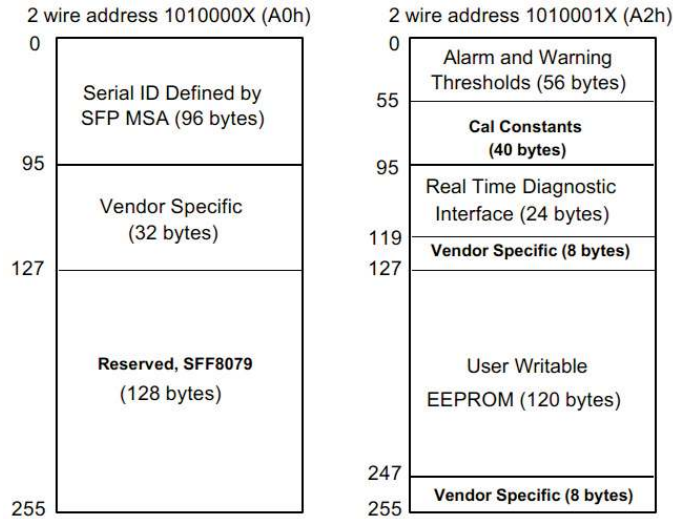 2 wire address 1010000X (A0h)
0
Serial ID Defined by
SFP MSA (96 bytes)
95
Vendor Specific
(32 bytes)
127
Reserved, SFF8079
(128 bytes)
255
2 wire address 1010001X (A2h)
0
Alarm and Warning
Thresholds (56 bytes)
55
Cal Constants
(40 bytes)
95
Real Time Diagnostic
Interface (24 bytes)
119
Vendor Specific (8 bytes)
127
User Writable
EEPROM (120 bytes)
247
Vendor Specific (8 bytes)
255